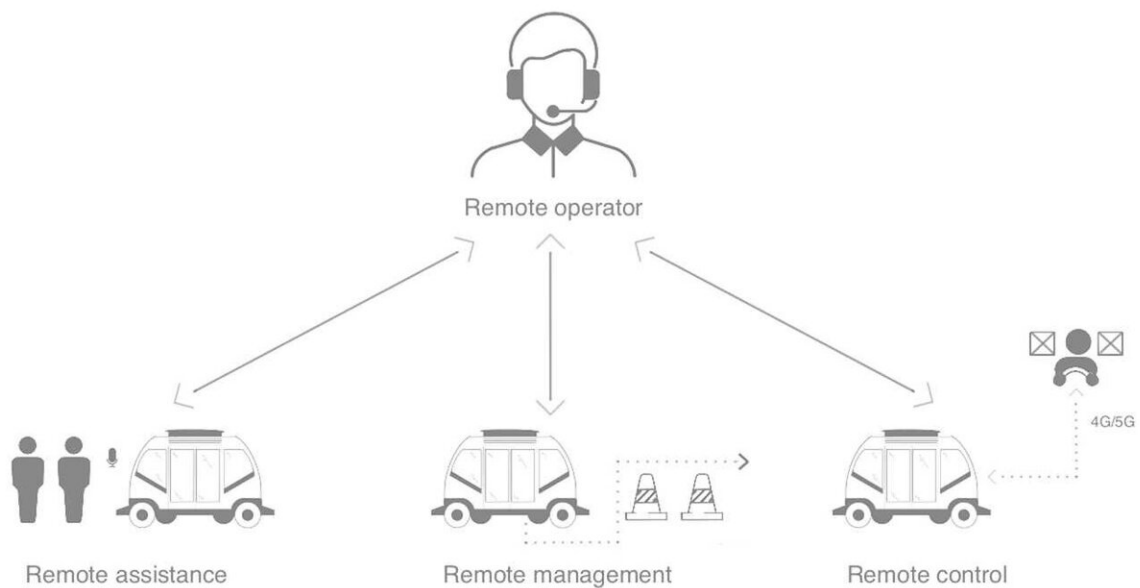 Remote operator
4G/5G
Remote assistance
Remote management
Remote control